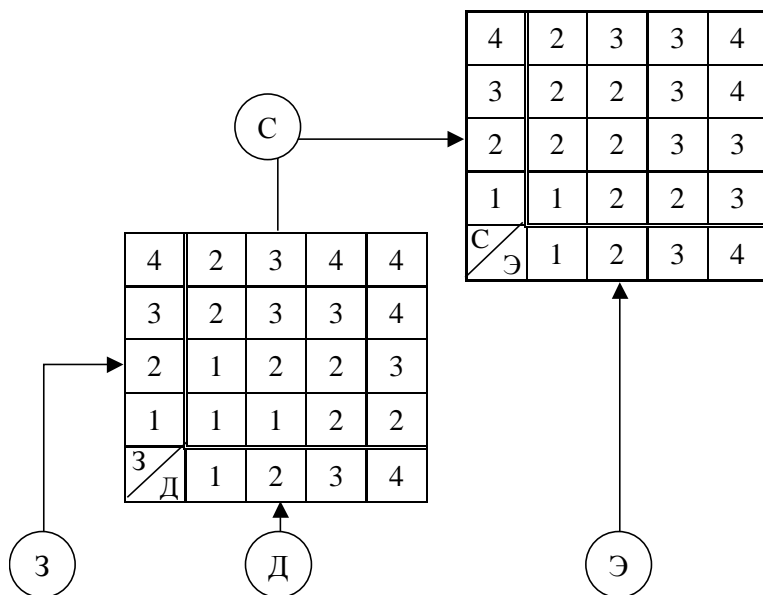 4 2 3 3 4
3 2 2 3 4
2 2 2 3 3
1 1 2 2 3
С Э 1 2 3 4
С
4 2 3 4 4
3 2 3 3 4
2 1 2 2 3
1 1 1 2 2
З Д 1 2 3 4
З Д Э